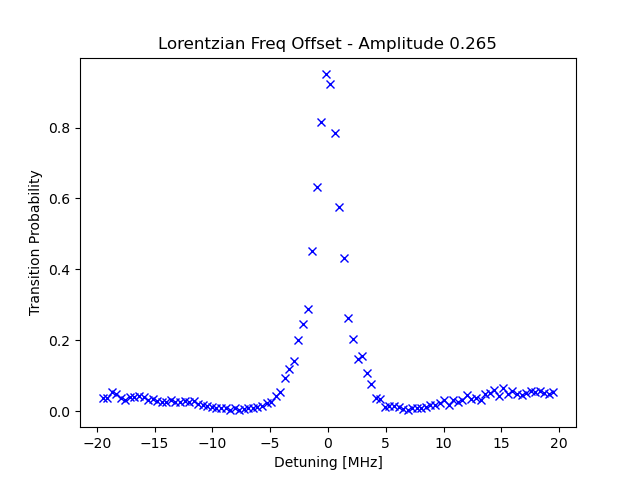 Lorentzian Freq Offset - Amplitude 0.265
Transition Probability
0.8
0.6
0.4
0.2
0.0
−20 −15 −10 −5 0 5 10 15 20
Detuning [MHz]